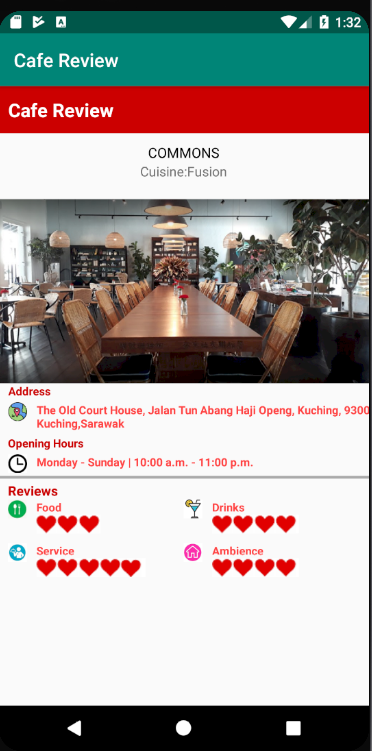 1:32
Cafe Review
Cafe Review
COMMONS
Cuisine:Fusion
Address
The Old Court House, Jalan Tun Abang Haji Openg, Kuching, 9300
Kuching,Sarawak
Opening Hours
Monday - Sunday | 10:00 a.m. - 11:00 p.m.
Reviews
Food
Drinks
Service
Ambience